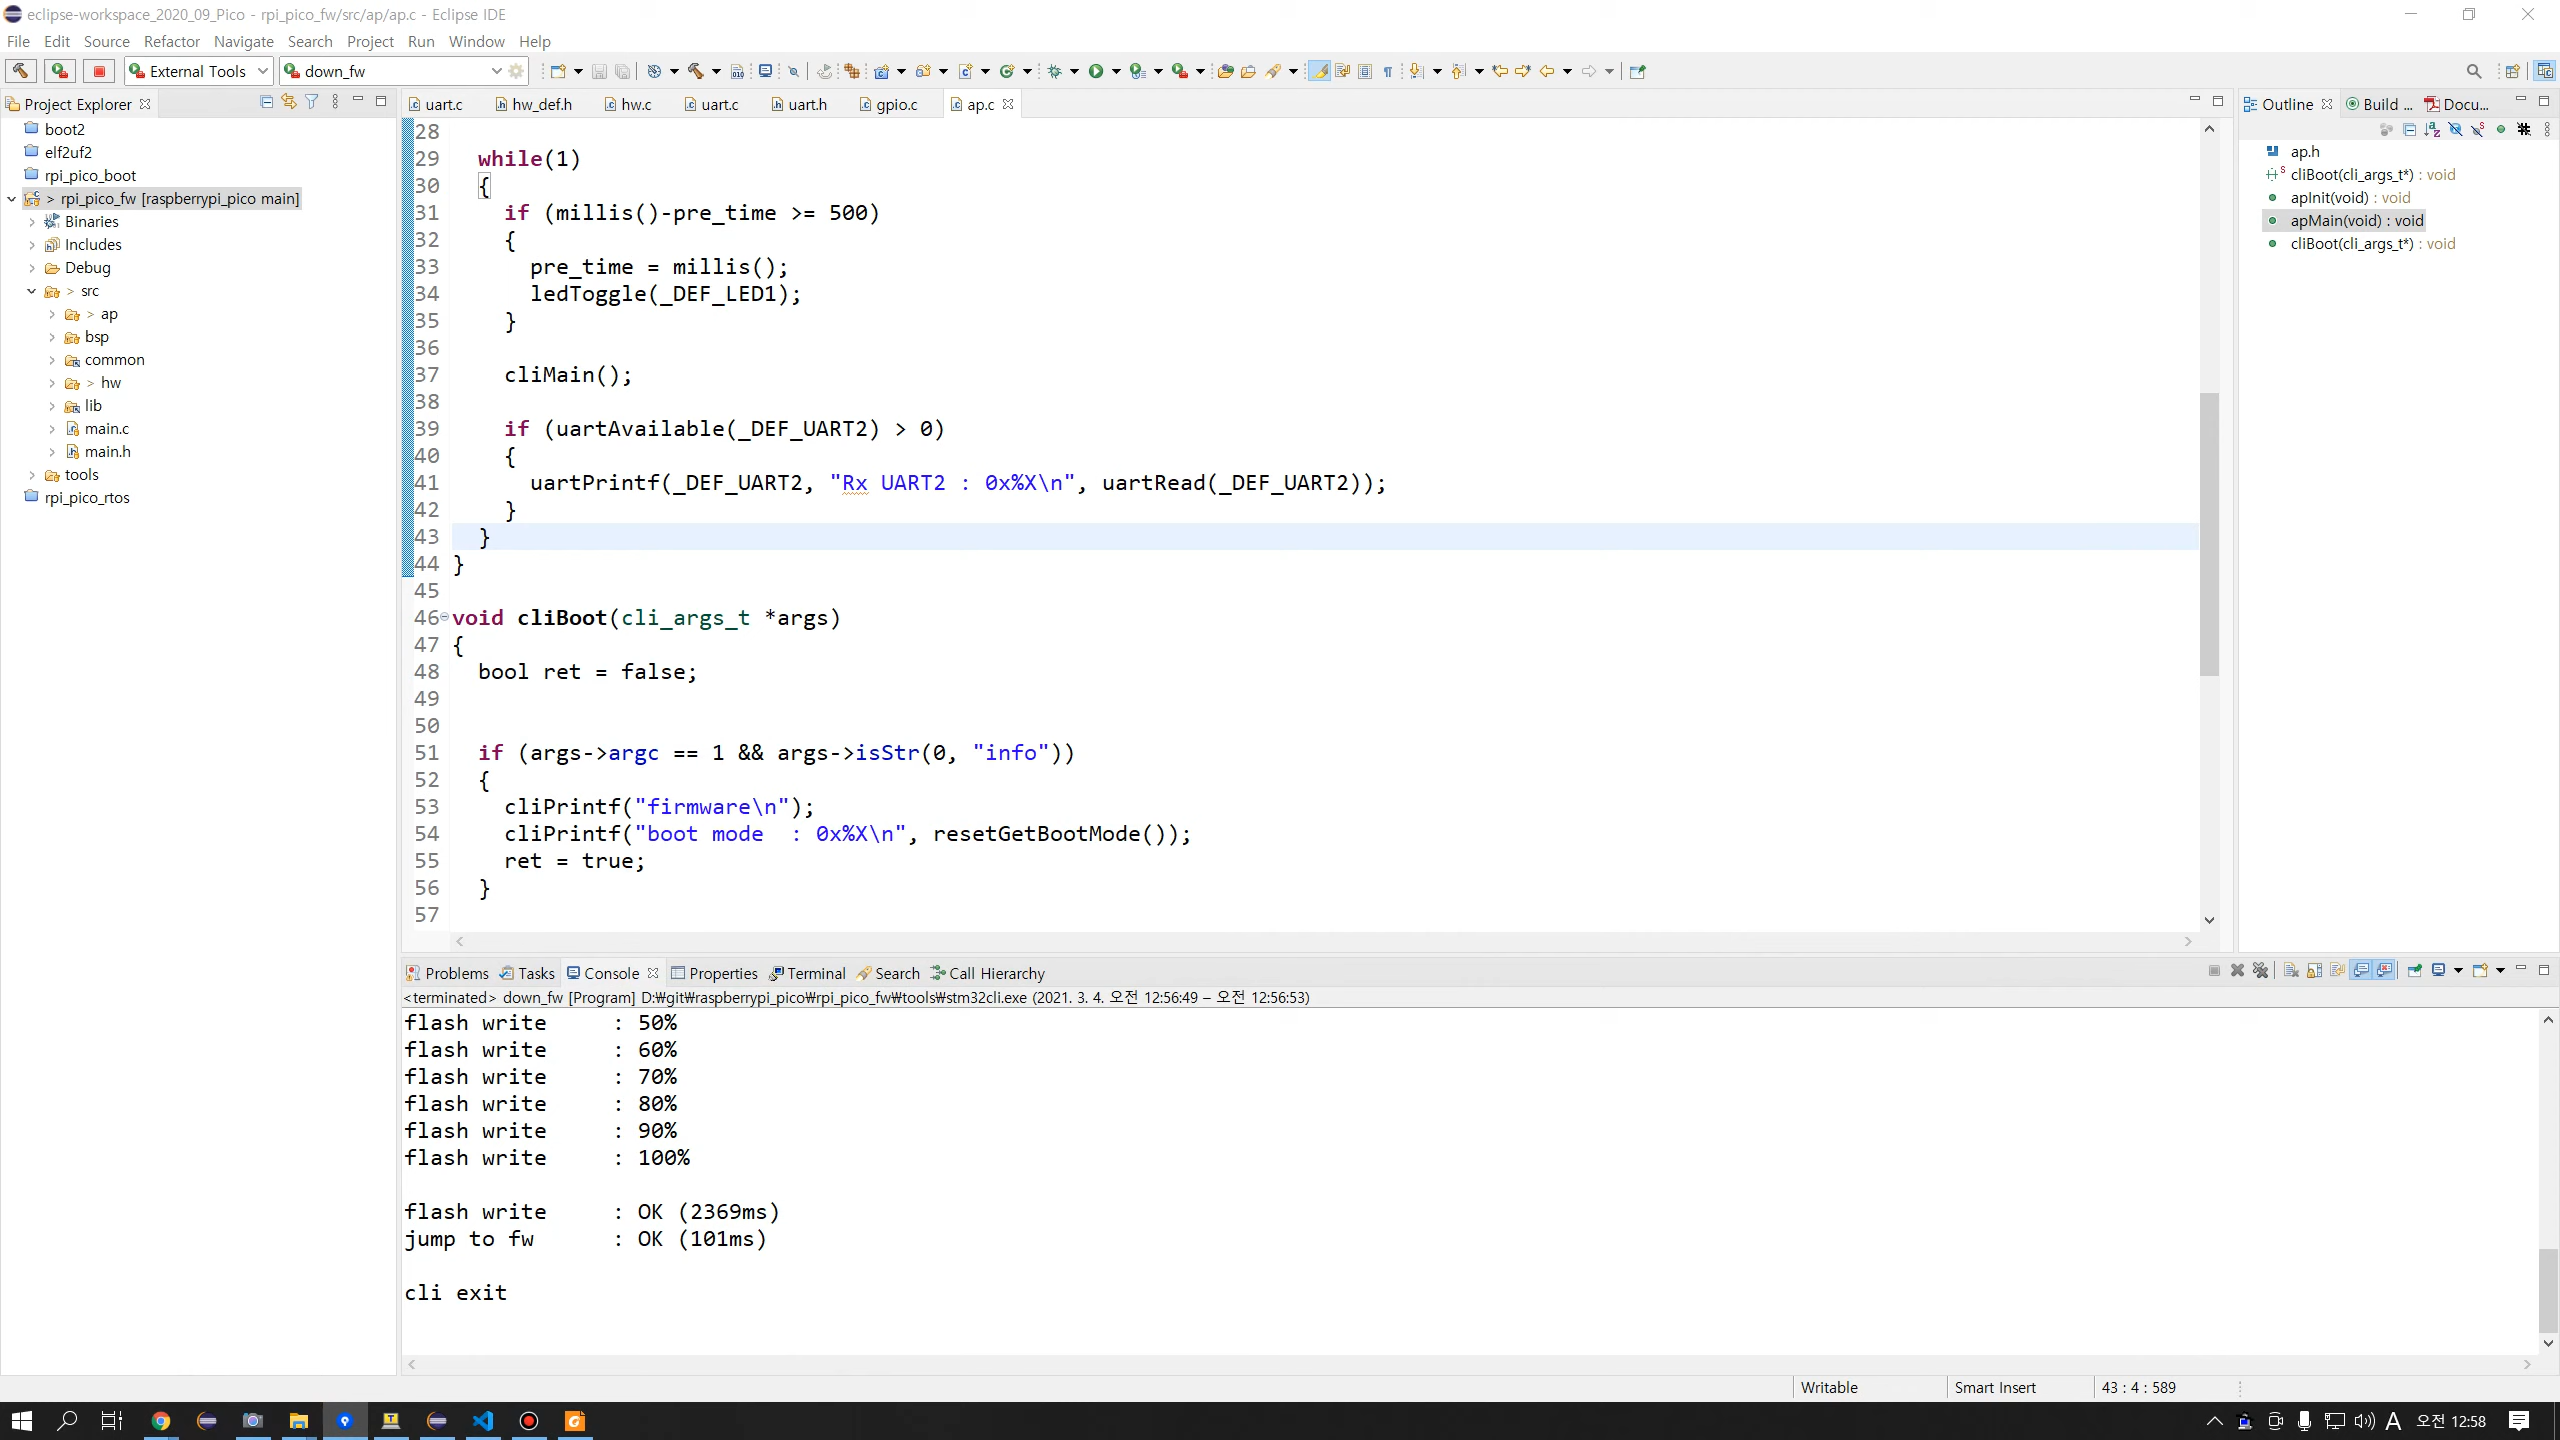 eclipse-workspace_2020_09_Pico - rpi_pico_fw/src/ap/ap.c - Eclipse IDE
File Edit Source Refactor Navigate Search Project Run Window Help
External Tools down_fw
Project Explorer
boot2
elf2uf2
rpi_pico_boot
> rpi_pico_fw [raspberrypi_pico main]
Binaries
Includes
Debug
> src
> ap
bsp
common
> hw
lib
main.c
main.h
tools
rpi_pico_rtos
uart.c hw_def.h hw.c uart.c uart.h gpio.c ap.c
28
29 while(1)
30 {
31 if (millis()-pre_time >= 500)
32 {
33 pre_time = millis();
34 ledToggle(_DEF_LED1);
35 }
36
37 cliMain();
38
39 if (uartAvailable(_DEF_UART2) > 0)
40 {
41 uartPrintf(_DEF_UART2, "Rx UART2 : 0x%X\n", uartRead(_DEF_UART2));
42 }
43 }
44 }
45
46 void cliBoot(cli_args_t *args)
47 {
48 bool ret = false;
49
50
51 if (args->argc == 1 && args->isStr(0, "info"))
52 {
53 cliPrintf("firmware\n");
54 cliPrintf("boot mode  : 0x%X\n", resetGetBootMode());
55 ret = true;
56 }
57
Outline Build ... Docu...
ap.h
cliBoot(cli_args_t*) : void
apInit(void) : void
apMain(void) : void
cliBoot(cli_args_t*) : void
Problems Tasks Console Properties Terminal Search Call Hierarchy
<terminated> down_fw [Program] D:₩git₩raspberrypi_pico₩rpi_pico_fw₩tools₩stm32cli.exe (2021. 3. 4. 오전 12:56:49 – 오전 12:56:53)
flash write : 50%
flash write : 60%
flash write : 70%
flash write : 80%
flash write : 90%
flash write : 100%
flash write : OK (2369ms)
jump to fw : OK (101ms)
cli exit
Writable Smart Insert 43 : 4 : 589
A 오전 12:58